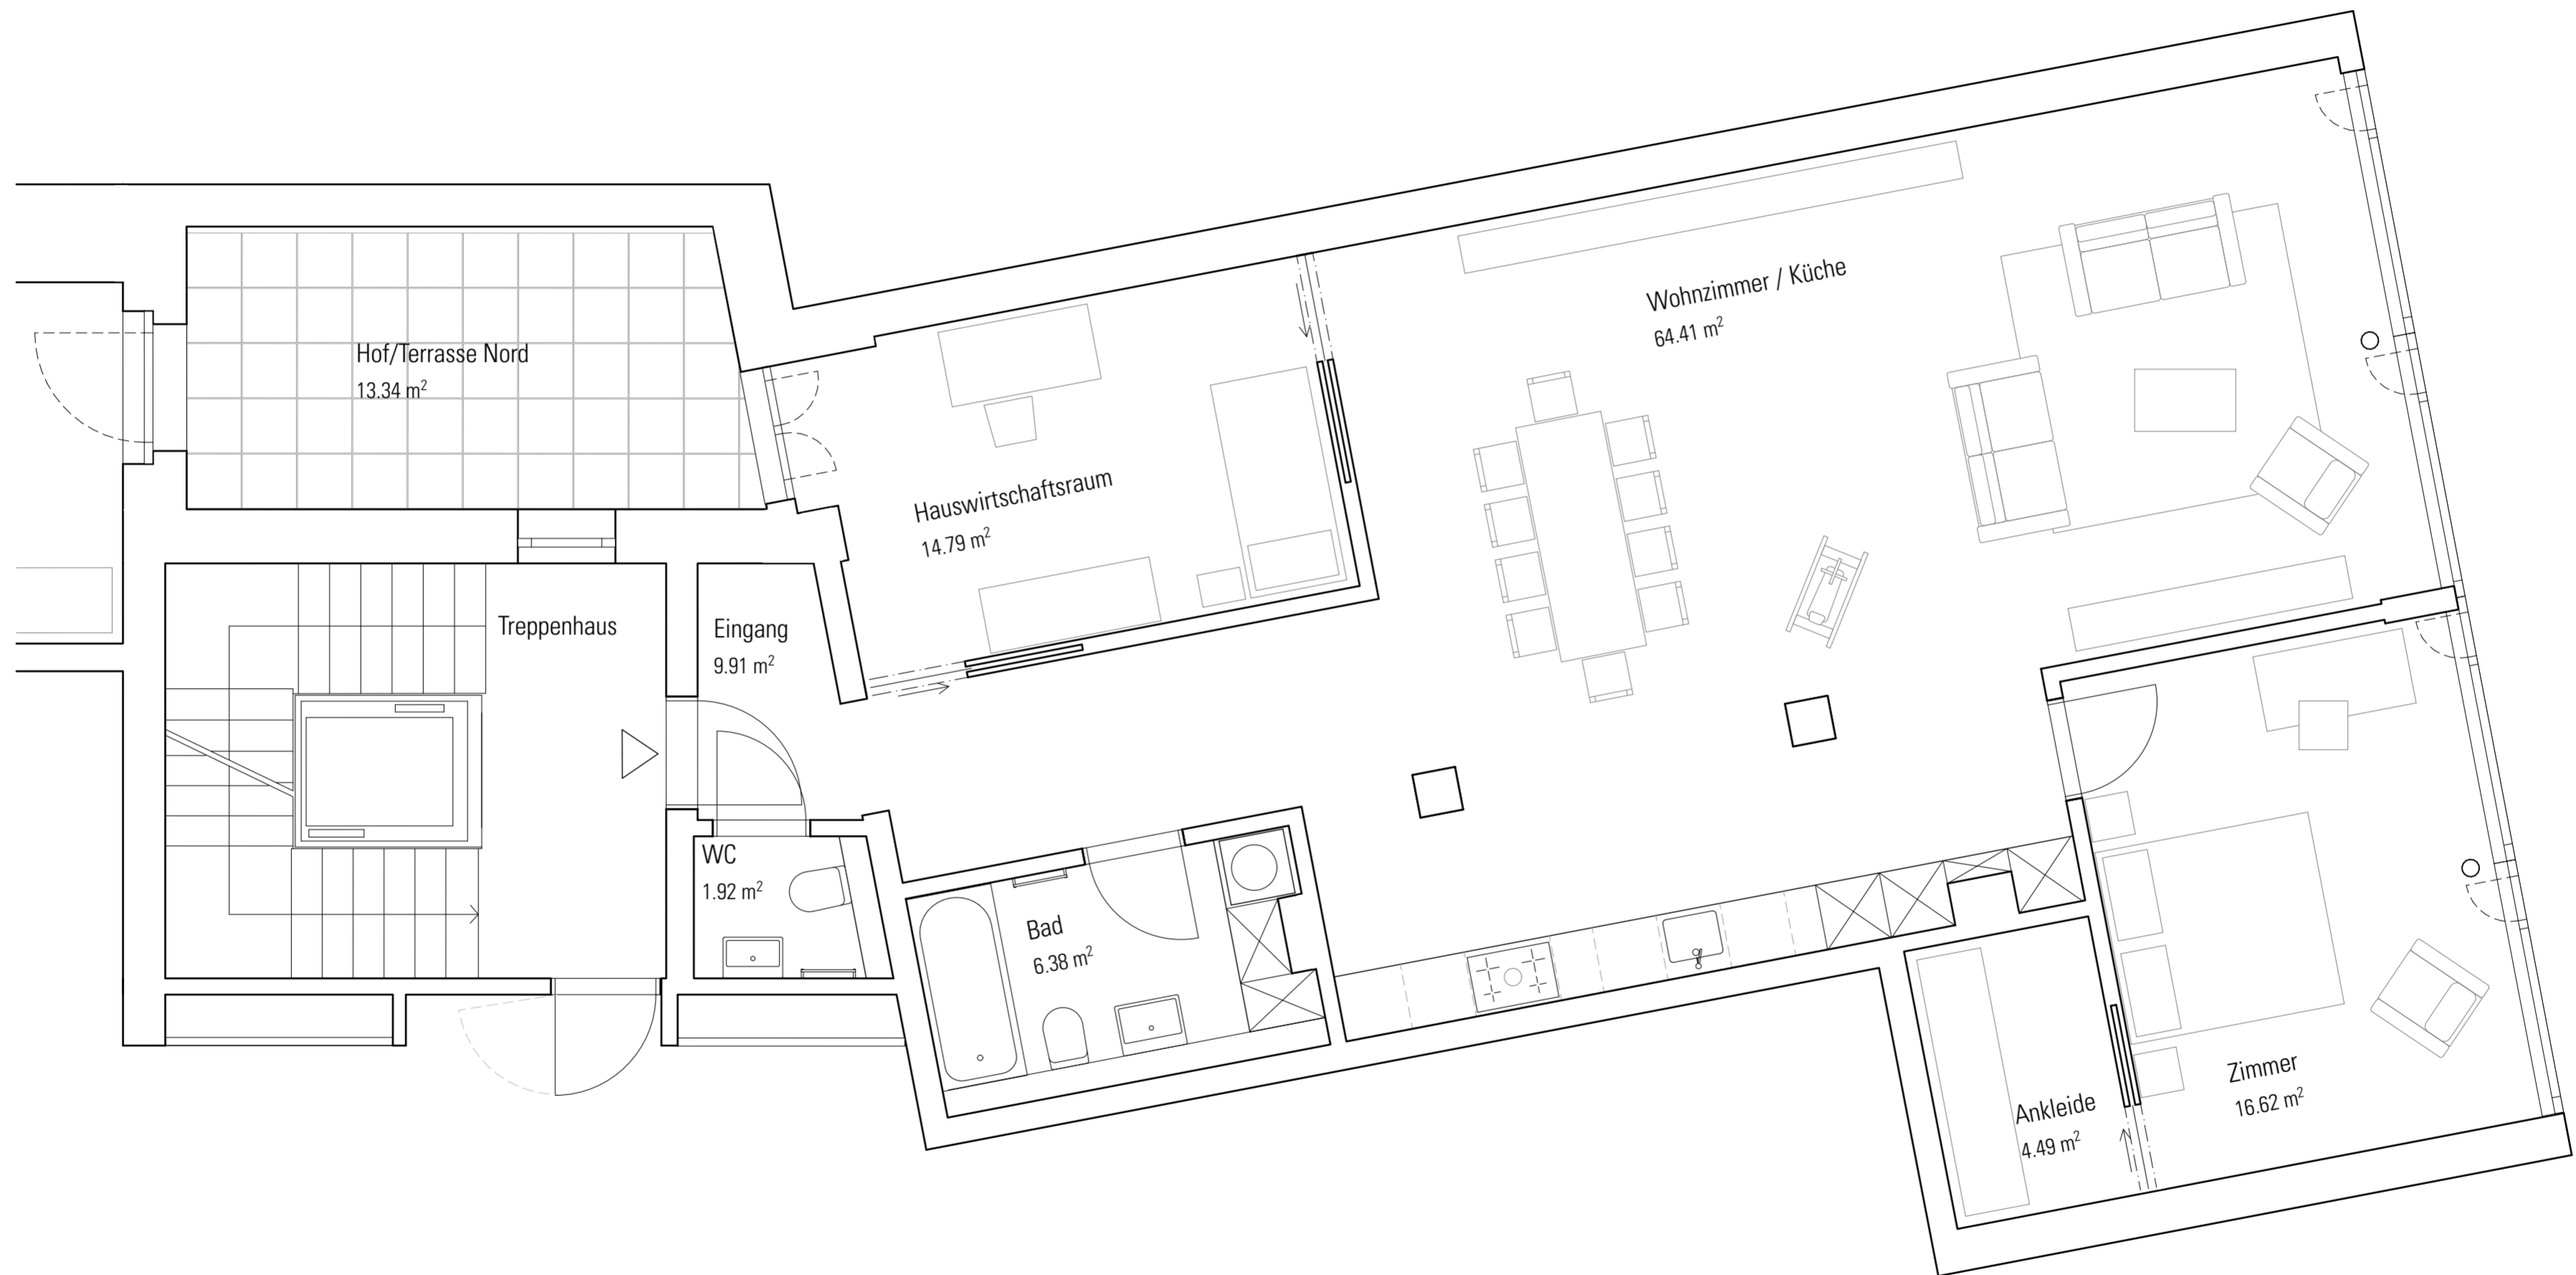 Wohnzimmer / Küche
64.41 m²
Hof/Terrasse Nord
13.34 m²
Hauswirtschaftsraum
14.79 m²
Treppenhaus
Eingang
9.91 m²
WC
1.92 m²
Bad
6.38 m²
Ankleide
4.49 m²
Zimmer
16.62 m²